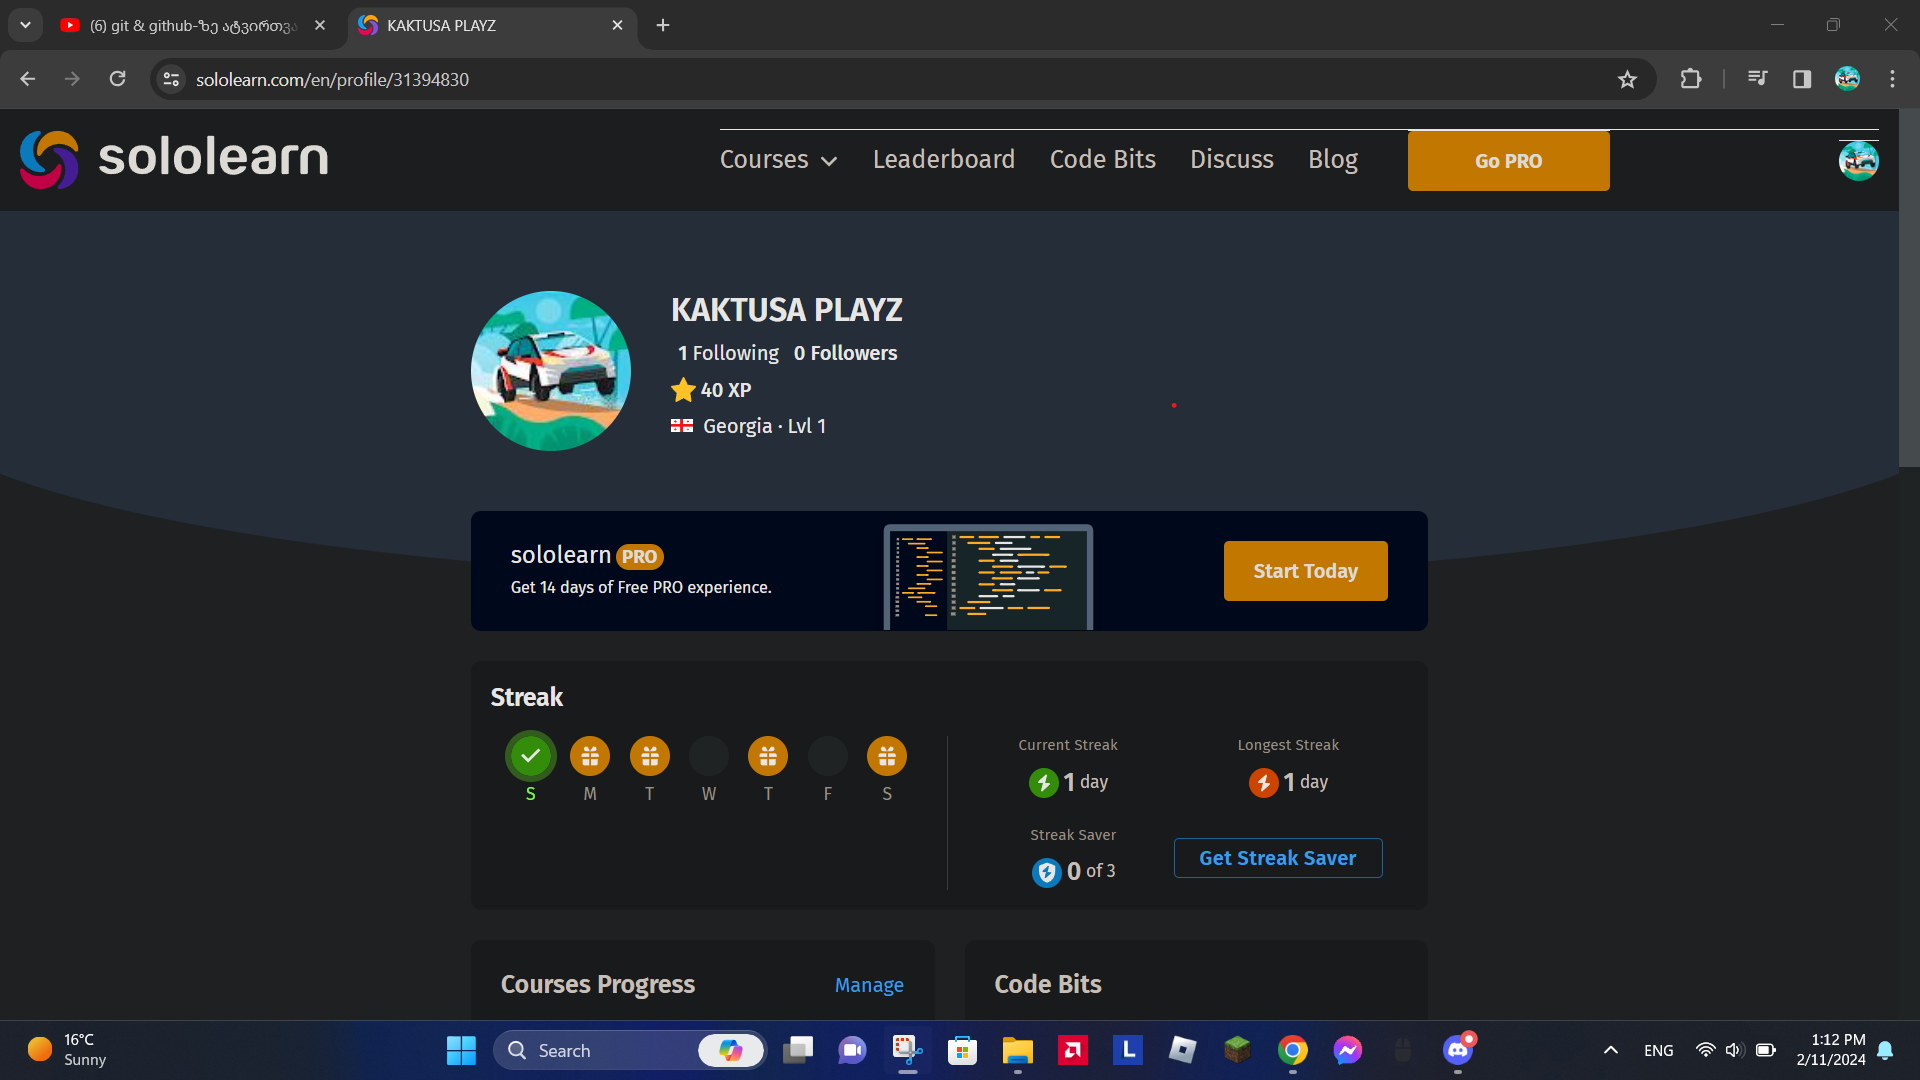 (6) git & github-ზე ატვირთვა
KAKTUSA PLAYZ
sololearn.com/en/profile/31394830
sololearn
Courses
Leaderboard
Code Bits
Discuss
Blog
Go PRO
KAKTUSA PLAYZ
1 Following 0 Followers
40 XP
Georgia · Lvl 1
sololearn PRO
Get 14 days of Free PRO experience.
Start Today
Streak
S M T W T F S
Current Streak
1 day
Longest Streak
1 day
Streak Saver
0 of 3
Get Streak Saver
Courses Progress
Manage
Code Bits
16°C
Sunny
Search
L
ENG
1:12 PM
2/11/2024